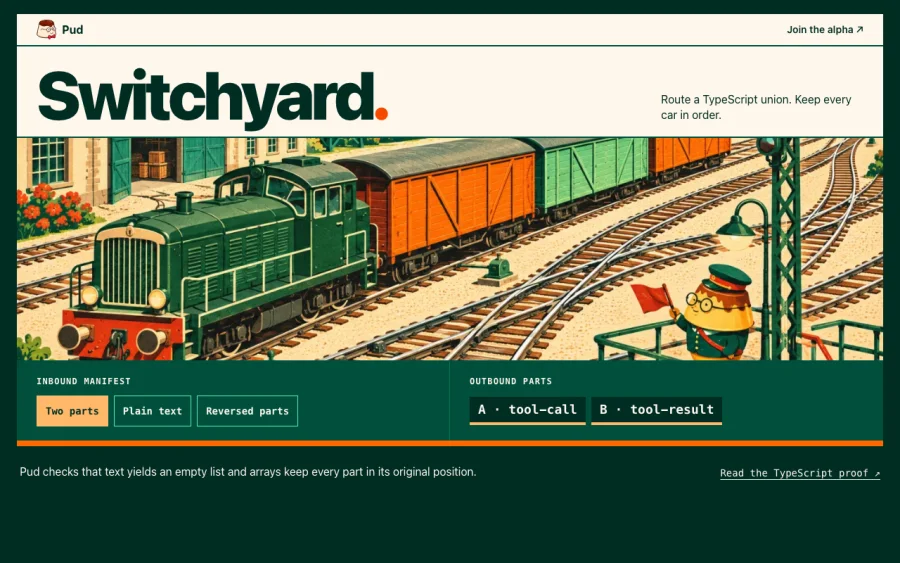 Pud
Join the alpha ↗
Switchyard.
Route a TypeScript union. Keep every
car in order.
INBOUND MANIFEST
Two parts
Plain text
Reversed parts
OUTBOUND PARTS
A · tool-call
B · tool-result
Pud checks that text yields an empty list and arrays keep every part in its original position.
Read the TypeScript proof ↗